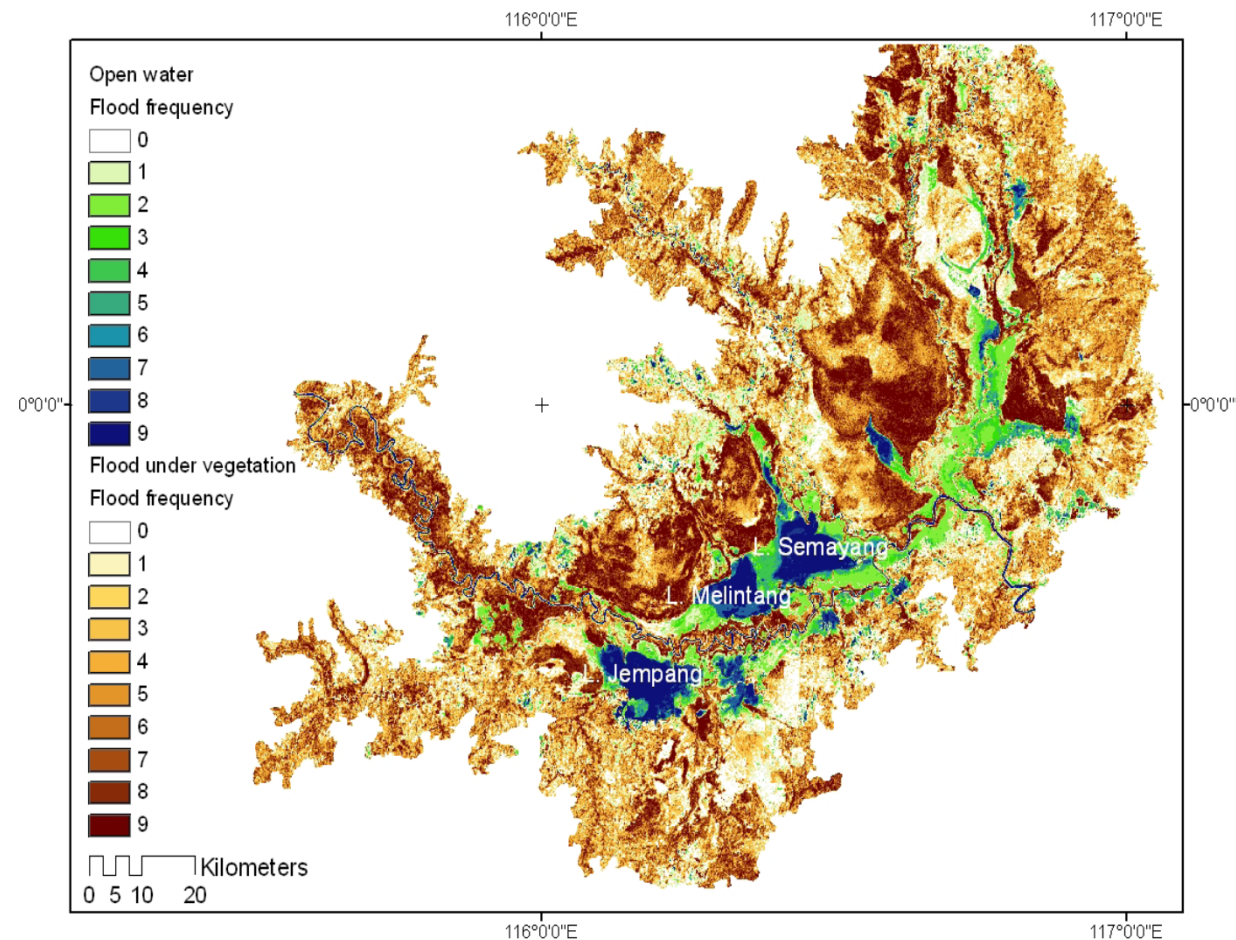 116°0'0"E 117°0'0"E
Open water
Flood frequency
0
1
2
3
4
5
6
7
8
9
Flood under vegetation
Flood frequency
0
1
2
3
4
5
6
7
8
9
Kilometers
0 5 10 20
0°0'0"
0°0'0"
L. Semayang
L. Melintang
L. Jempang
116°0'0"E 117°0'0"E